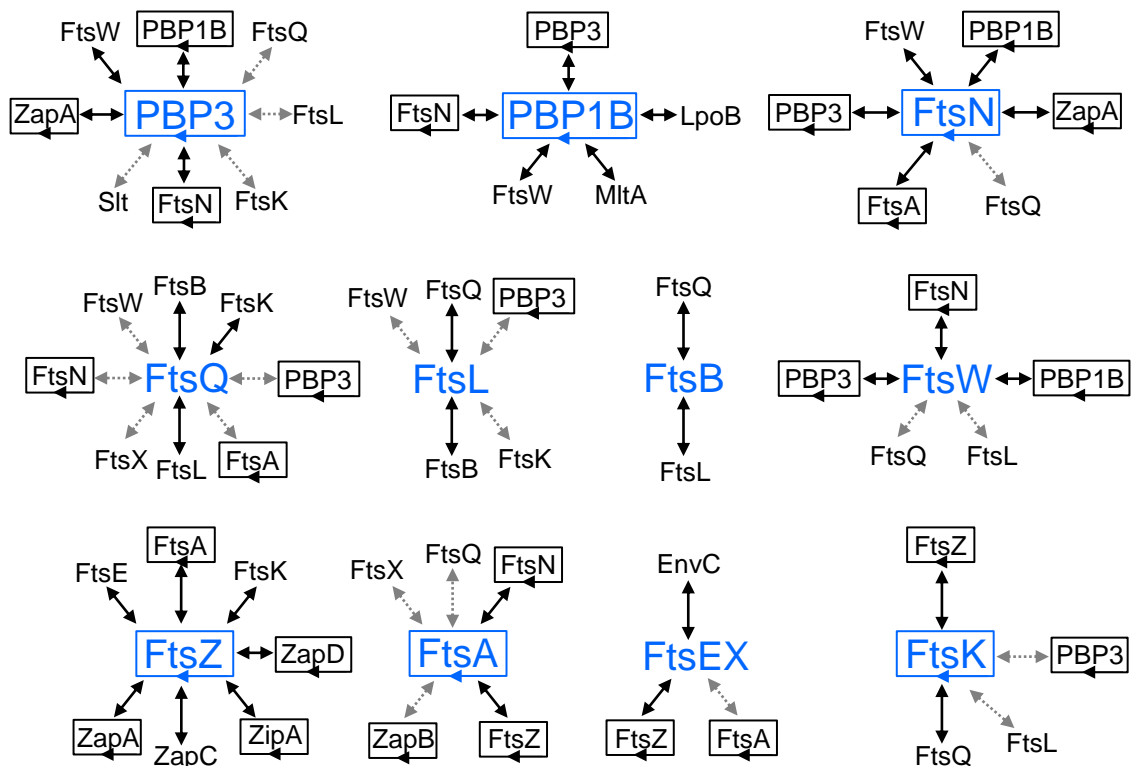 FtsW PBP1B FtsQ
ZapA PBP3 FtsL
Slt FtsN FtsK
PBP3
FtsN PBP1B LpoB
FtsW MltA
FtsW PBP1B
PBP3 FtsN ZapA
FtsA FtsQ
FtsW FtsB FtsK
FtsN FtsQ PBP3
FtsX FtsL FtsA
FtsW FtsQ PBP3
FtsL
FtsB FtsK
FtsQ
FtsB
FtsL
FtsN
PBP3 FtsW PBP1B
FtsQ FtsL
FtsE FtsA FtsK
FtsZ ZapD
ZapA ZapC ZipA
FtsX FtsQ FtsN
FtsA
ZapB FtsZ
EnvC
FtsEX
FtsZ FtsA
FtsZ
FtsK PBP3
FtsQ FtsL